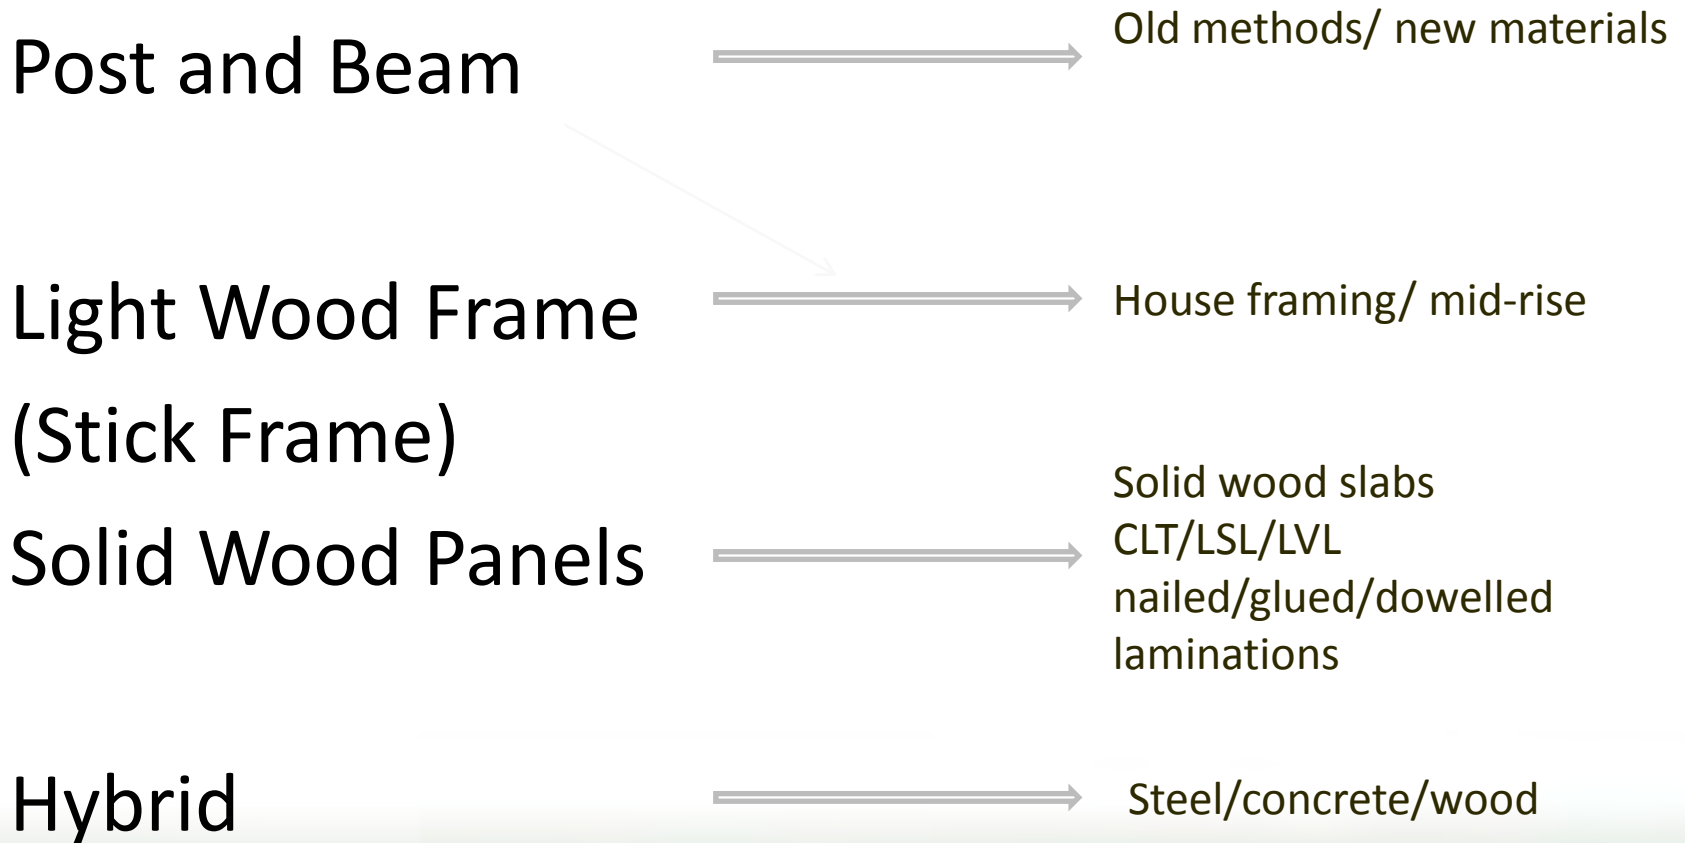 Post and Beam
Old methods/ new materials
Light Wood Frame
(Stick Frame)
House framing/ mid-rise
Solid Wood Panels
Solid wood slabs
CLT/LSL/LVL
nailed/glued/dowelled
laminations
Hybrid
Steel/concrete/wood